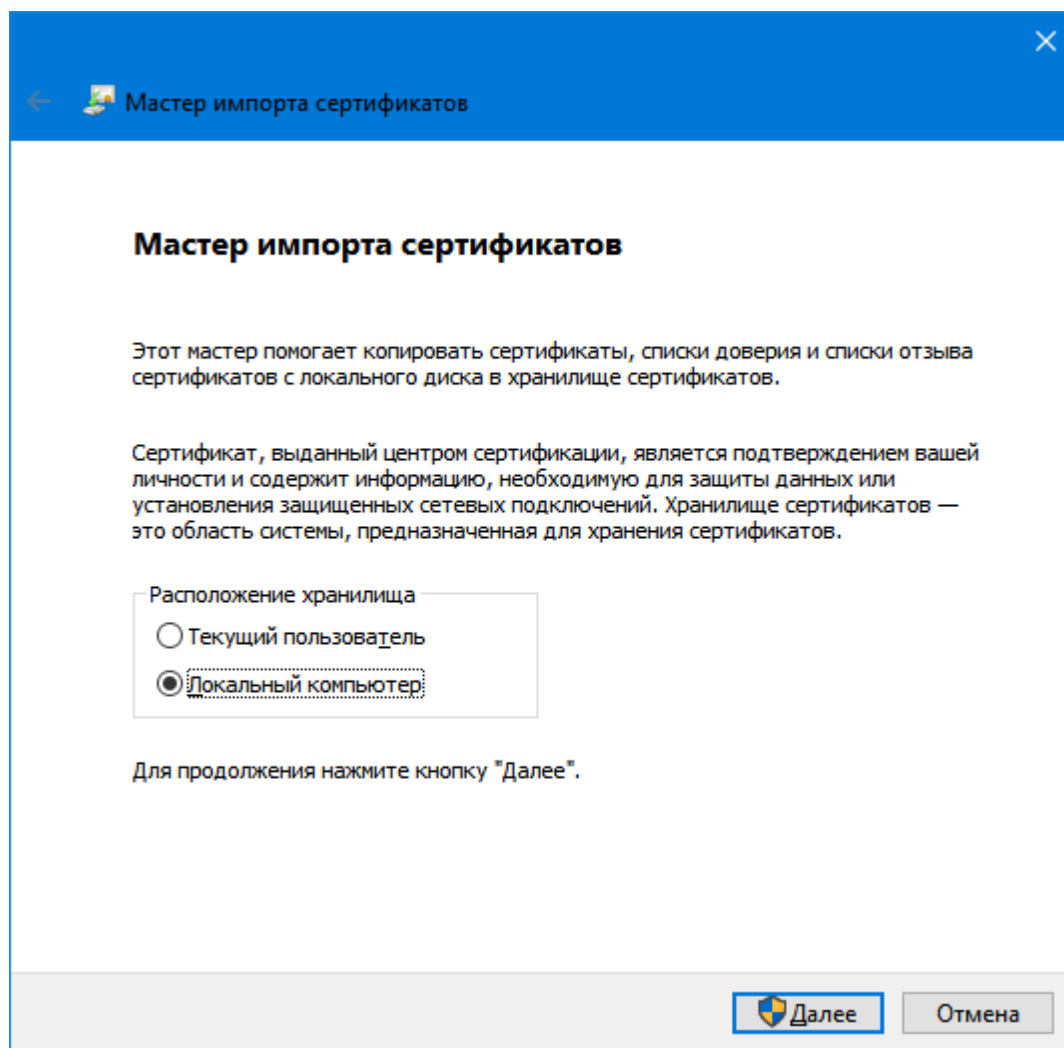 Мастер импорта сертификатов
Мастер импорта сертификатов
Этот мастер помогает копировать сертификаты, списки доверия и списки отзыва
сертификатов с локального диска в хранилище сертификатов.
Сертификат, выданный центром сертификации, является подтверждением вашей
личности и содержит информацию, необходимую для защиты данных или
установления защищенных сетевых подключений. Хранилище сертификатов —
это область системы, предназначенная для хранения сертификатов.
Расположение хранилища
Текущий пользователь
Локальный компьютер
Для продолжения нажмите кнопку "Далее".
Далее
Отмена